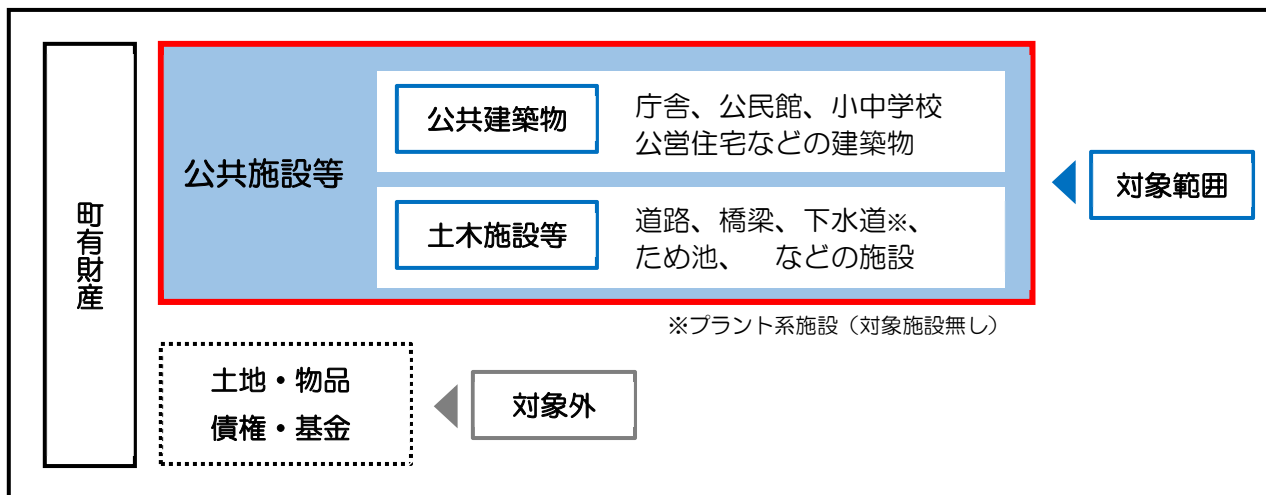 町有財産
公共施設等
公共建築物
庁舎、公民館、小中学校
公営住宅などの建築物
土木施設等
道路、橋梁、下水道※、
ため池、　などの施設
対象範囲
※プラント系施設（対象施設無し）
土地・物品
債権・基金
対象外